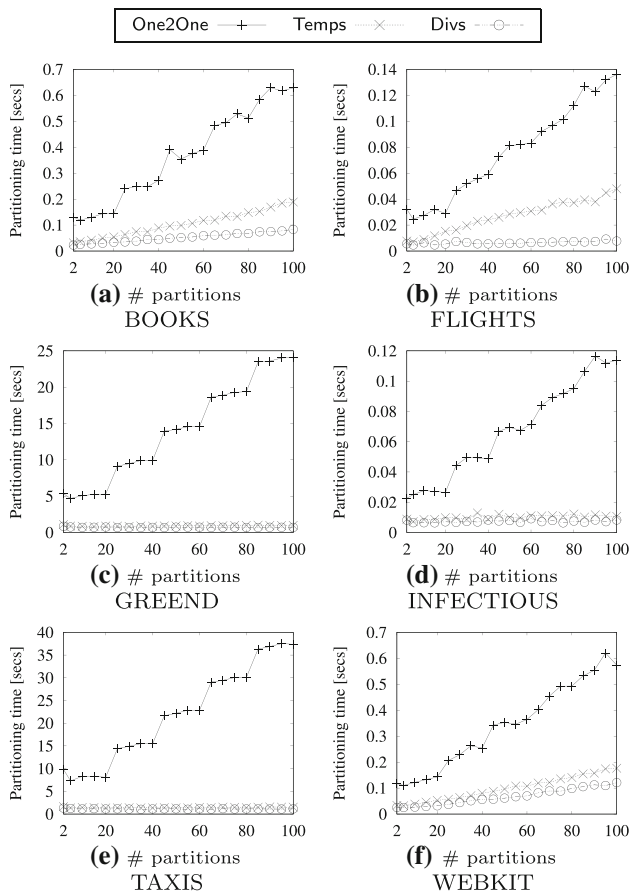 One2One Temps Divs
Partitioning time [secs]
0.7
0.6
0.5
0.4
0.3
0.2
0.1
0
2 20 40 60 80 100
(a) # partitions
BOOKS
Partitioning time [secs]
0.14
0.12
0.1
0.08
0.06
0.04
0.02
0
2 20 40 60 80 100
(b) # partitions
FLIGHTS
Partitioning time [secs]
25
20
15
10
5
0
2 20 40 60 80 100
(c) # partitions
GREEND
Partitioning time [secs]
0.12
0.1
0.08
0.06
0.04
0.02
0
2 20 40 60 80 100
(d) # partitions
INFECTIOUS
Partitioning time [secs]
40
35
30
25
20
15
10
5
0
2 20 40 60 80 100
(e) # partitions
TAXIS
Partitioning time [secs]
0.7
0.6
0.5
0.4
0.3
0.2
0.1
0
2 20 40 60 80 100
(f) # partitions
WEBKIT